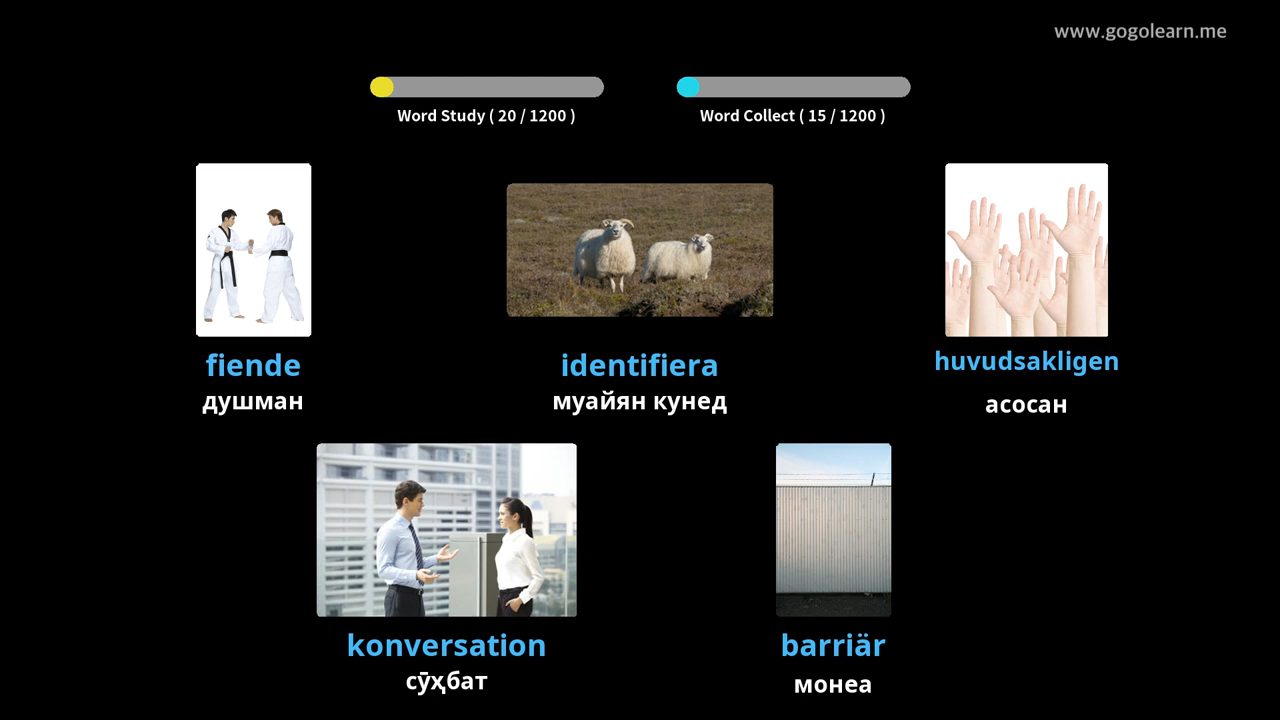 www.gogolearn.me
Word Study ( 20 / 1200 )
Word Collect ( 15 / 1200 )
fiende
душман
identifiera
муайян кунед
huvudsakligen
асосан
konversation
сӯҳбат
barriär
монеа